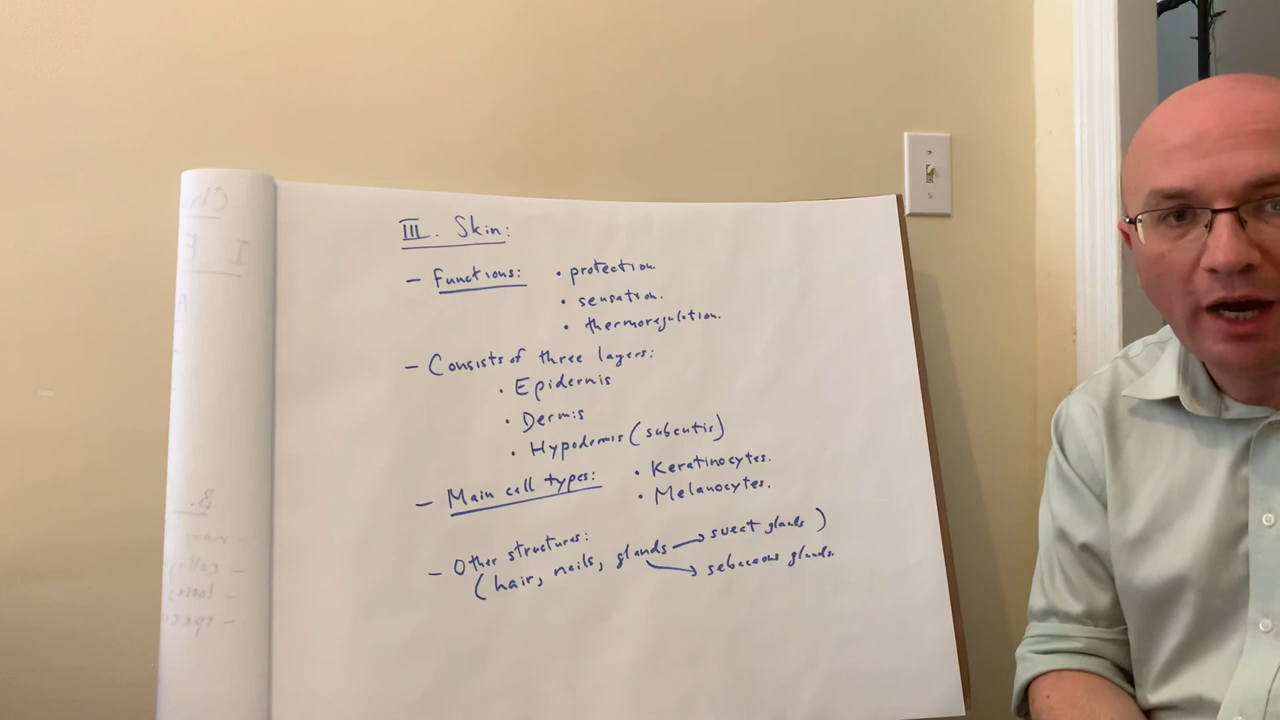 III. Skin:
- Functions: • protection.
• sensation.
• thermoregulation.
- Consists of three layers:
• Epidermis
• Dermis
• Hypodermis (subcutis)
- Main cell types: • Keratinocytes.
• Melanocytes.
- Other structures:
(hair, nails, glands → sweet glands)
→ sebaceous glands.